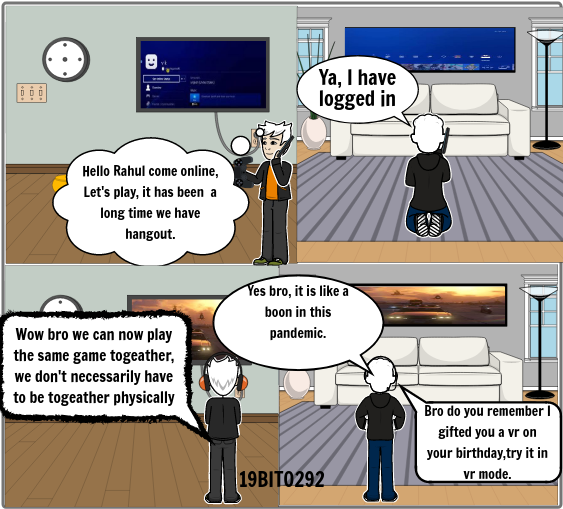 Hello Rahul come online,
Let's play, it has been a
long time we have
hangout.
Ya, I have
logged in
Wow bro we can now play
the same game togeather,
we don't necessarily have
to be togeather physically
Yes bro, it is like a
boon in this
pandemic.
Bro do you remember I
gifted you a vr on
your birthday,try it in
vr mode.
19BIT0292